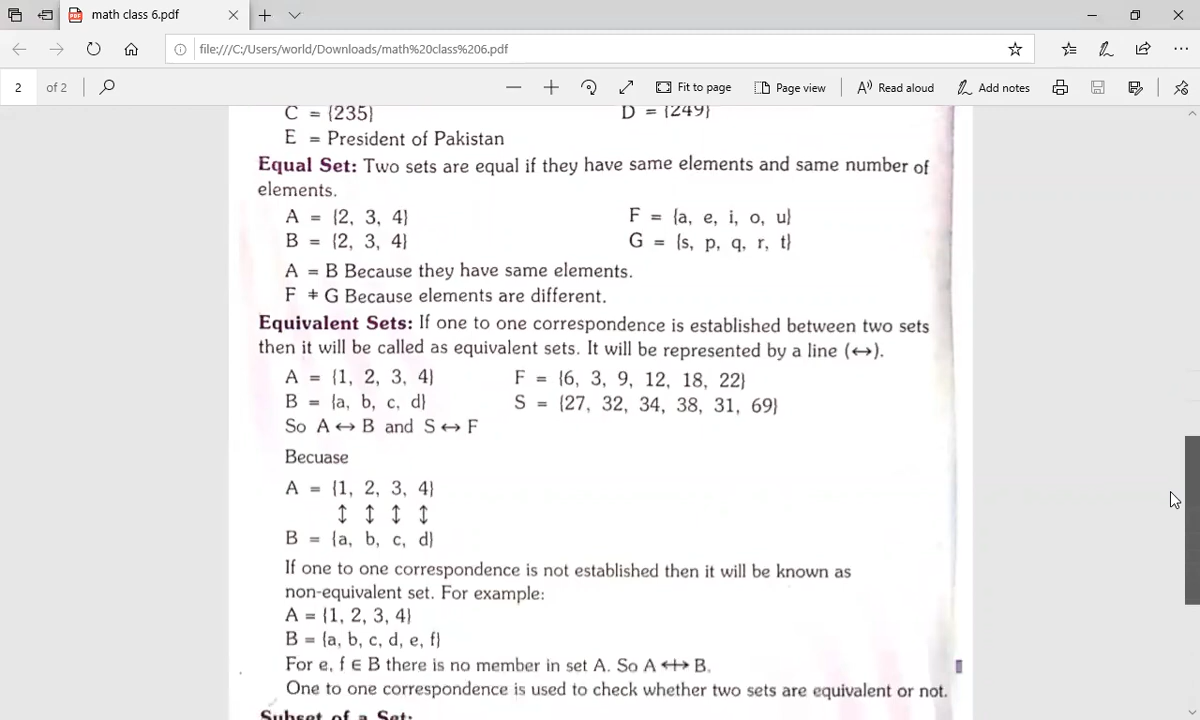 math class 6.pdf
file:///C:/Users/world/Downloads/math%20class%206.pdf
2 of 2 Fit to page Page view Read aloud Add notes
C = {235} D = {249}
E = President of Pakistan
Equal Set: Two sets are equal if they have same elements and same number of
elements.
A = {2, 3, 4} F = {a, e, i, o, u}
B = {2, 3, 4} G = {s, p, q, r, t}
A = B Because they have same elements.
F ≠ G Because elements are different.
Equivalent Sets: If one to one correspondence is established between two sets
then it will be called as equivalent sets. It will be represented by a line (↔).
A = {1, 2, 3, 4} F = {6, 3, 9, 12, 18, 22}
B = {a, b, c, d} S = {27, 32, 34, 38, 31, 69}
So A ↔ B and S ↔ F
Becuase
A = {1, 2, 3, 4}
↕ ↕ ↕ ↕
B = {a, b, c, d}
If one to one correspondence is not established then it will be known as
non-equivalent set. For example:
A = {1, 2, 3, 4}
B = {a, b, c, d, e, f}
For e, f ∈ B there is no member in set A. So A ↮ B.
One to one correspondence is used to check whether two sets are equivalent or not.
Subset of a Set: